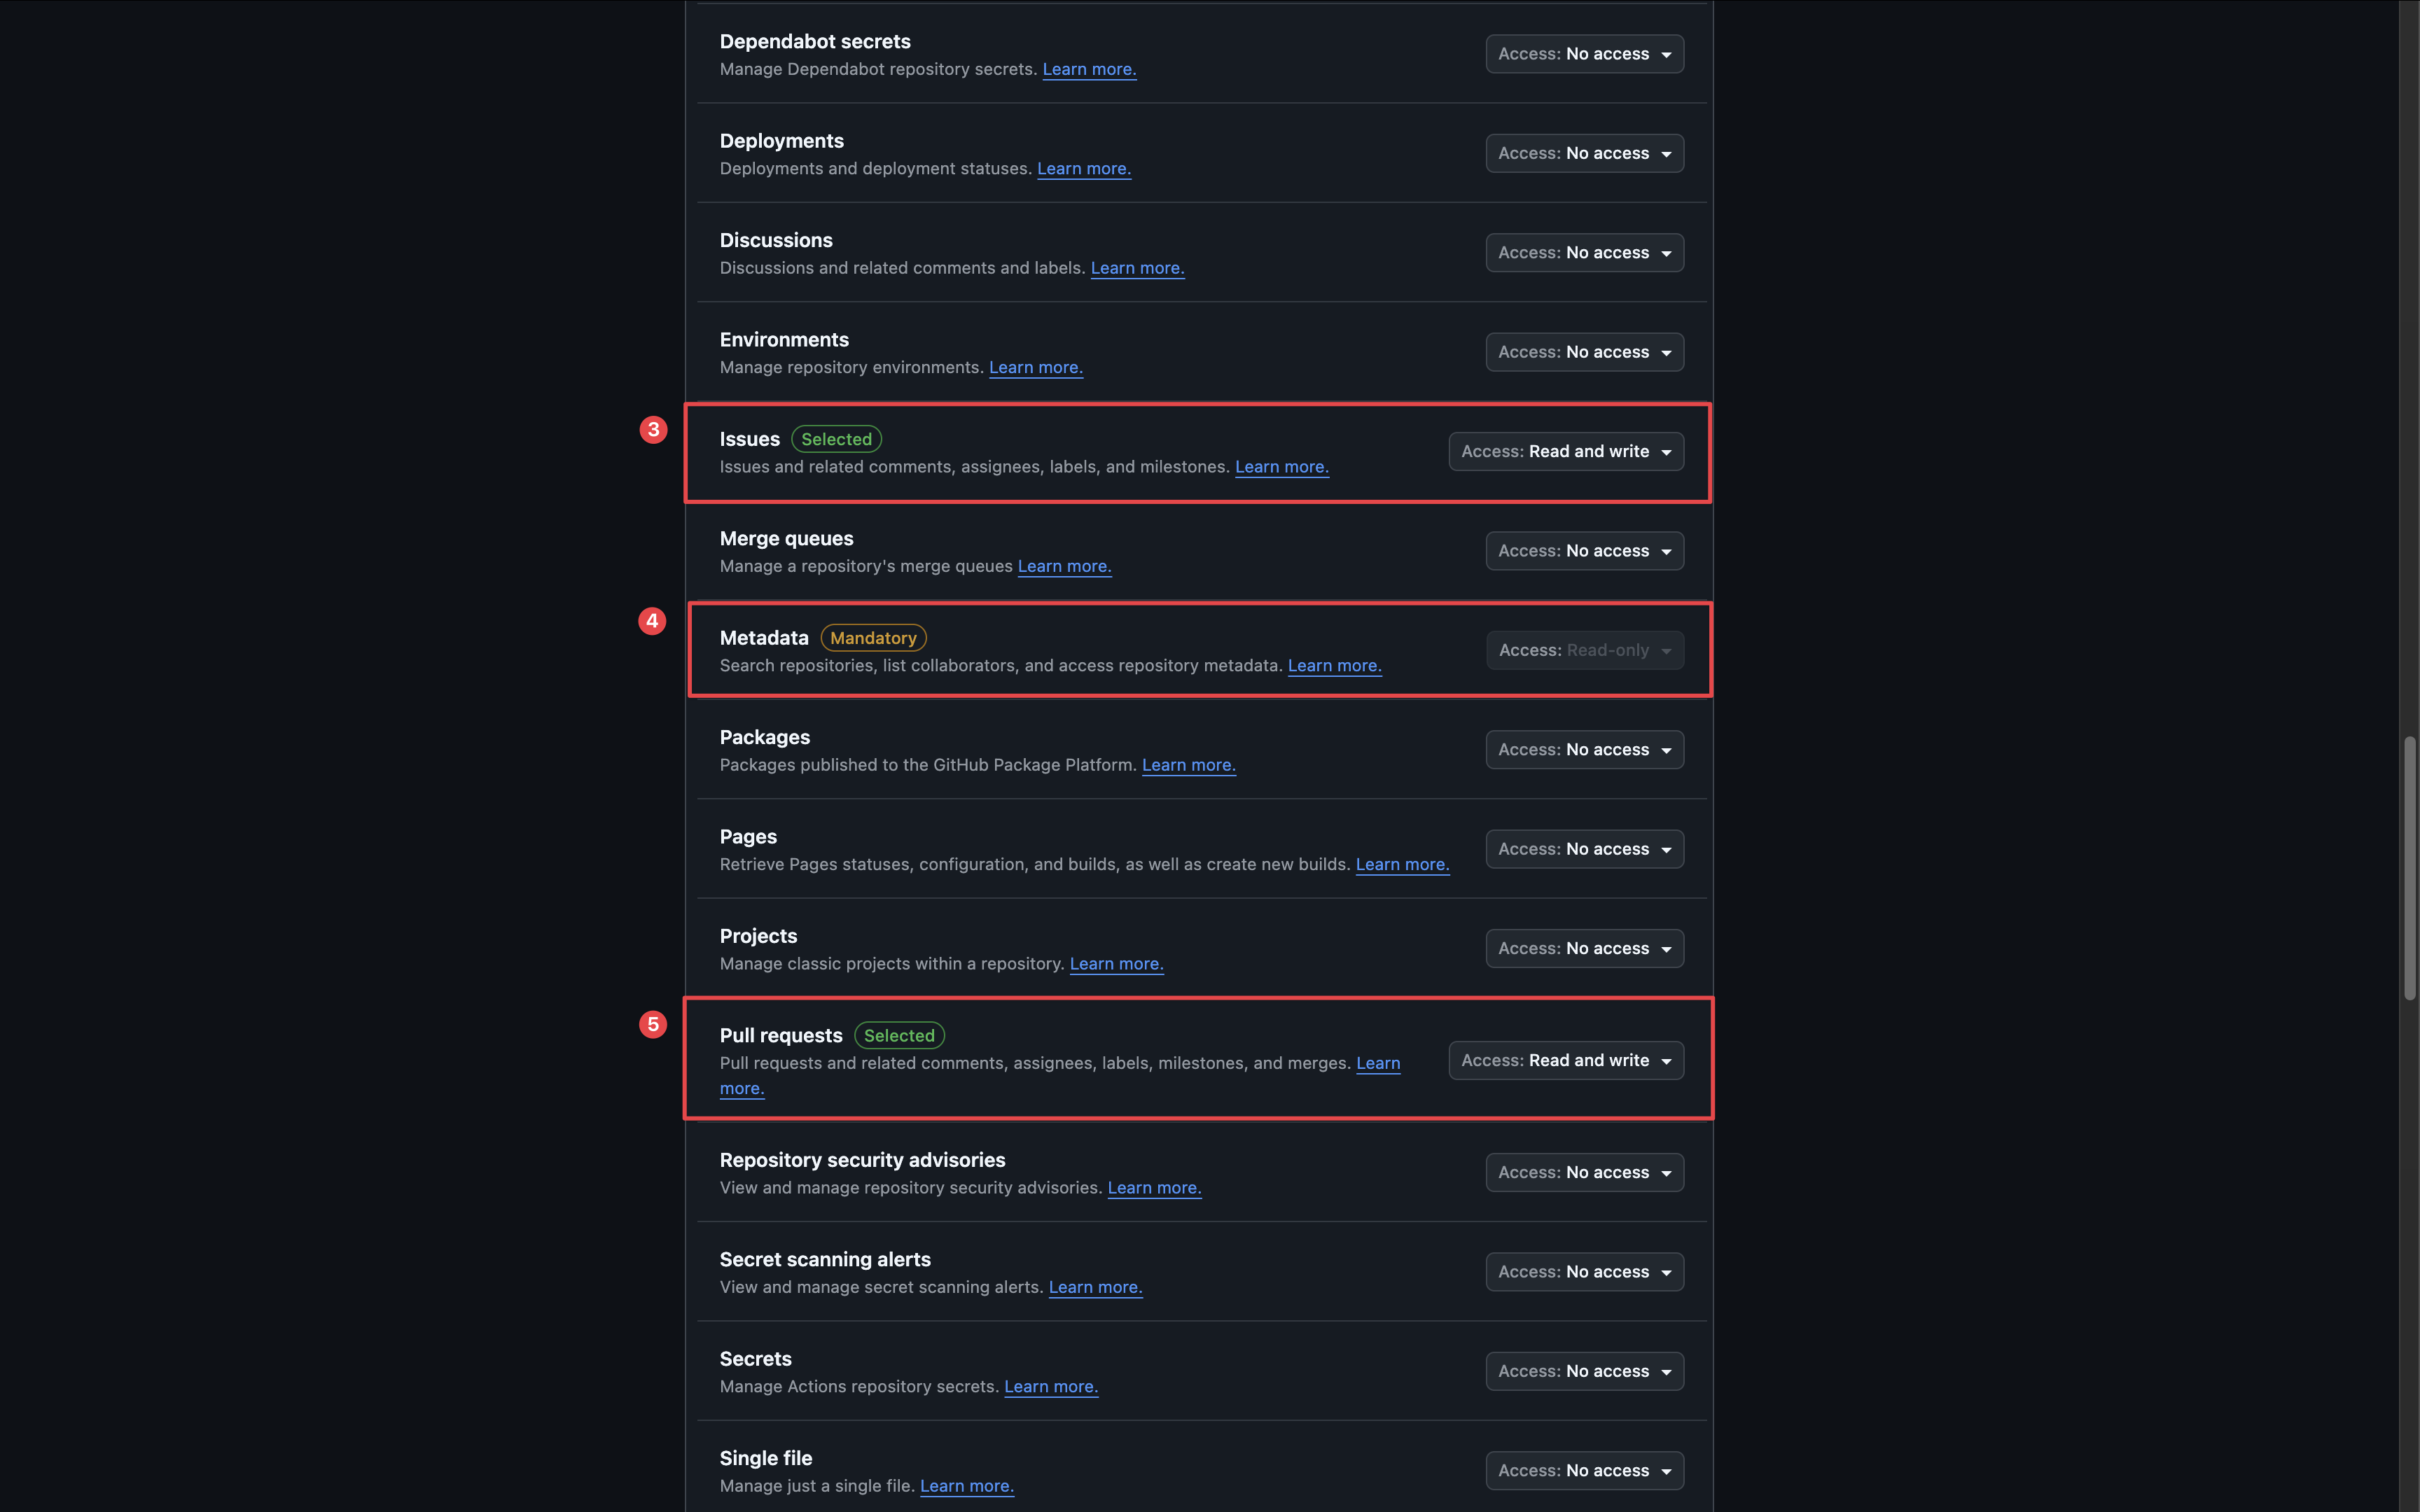 Dependabot secrets
Manage Dependabot repository secrets. Learn more.
Access: No access
Deployments
Deployments and deployment statuses. Learn more.
Access: No access
Discussions
Discussions and related comments and labels. Learn more.
Access: No access
Environments
Manage repository environments. Learn more.
Access: No access
3
Issues Selected
Issues and related comments, assignees, labels, and milestones. Learn more.
Access: Read and write
Merge queues
Manage a repository's merge queues Learn more.
Access: No access
4
Metadata Mandatory
Search repositories, list collaborators, and access repository metadata. Learn more.
Access: Read-only
Packages
Packages published to the GitHub Package Platform. Learn more.
Access: No access
Pages
Retrieve Pages statuses, configuration, and builds, as well as create new builds. Learn more.
Access: No access
Projects
Manage classic projects within a repository. Learn more.
Access: No access
5
Pull requests Selected
Pull requests and related comments, assignees, labels, milestones, and merges. Learn
more.
Access: Read and write
Repository security advisories
View and manage repository security advisories. Learn more.
Access: No access
Secret scanning alerts
View and manage secret scanning alerts. Learn more.
Access: No access
Secrets
Manage Actions repository secrets. Learn more.
Access: No access
Single file
Manage just a single file. Learn more.
Access: No access